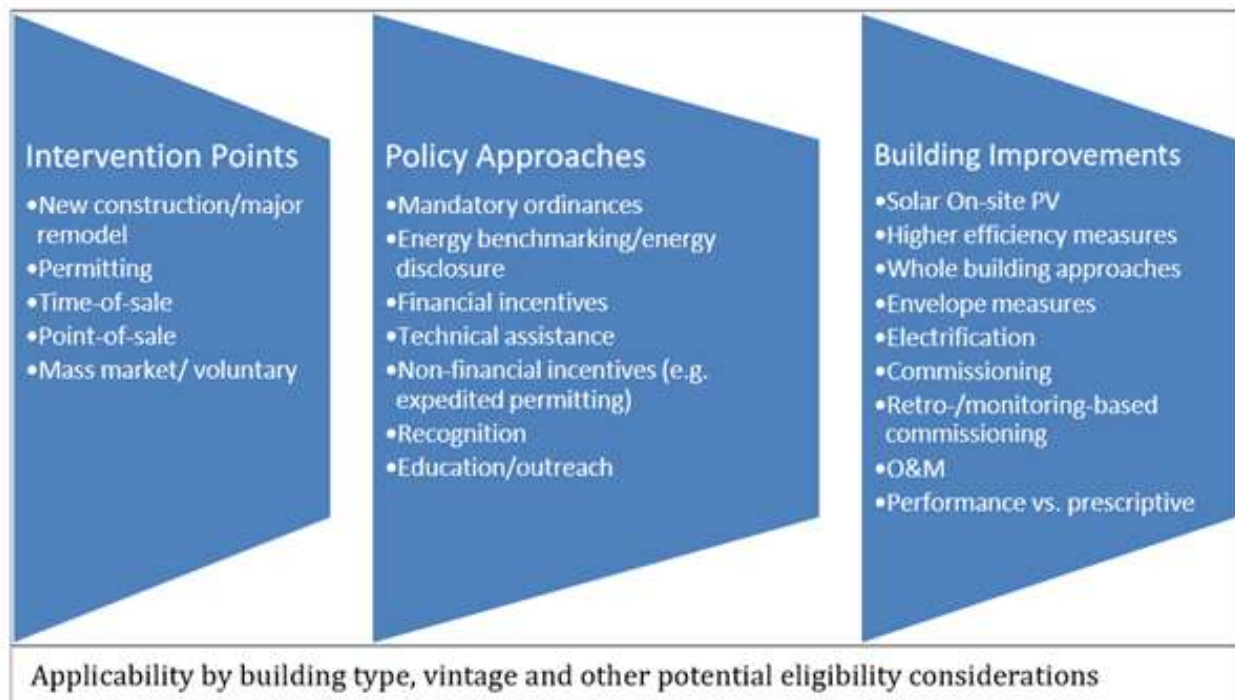 Intervention Points
•New construction/major
remodel
•Permitting
•Time-of-sale
•Point-of-sale
•Mass market/ voluntary
Policy Approaches
•Mandatory ordinances
•Energy benchmarking/energy
disclosure
•Financial incentives
•Technical assistance
•Non-financial incentives (e.g.
expedited permitting)
•Recognition
•Education/outreach
Building Improvements
•Solar On-site PV
•Higher efficiency measures
•Whole building approaches
•Envelope measures
•Electrification
•Commissioning
•Retro-/monitoring-based
commissioning
•O&M
•Performance vs. prescriptive
Applicability by building type, vintage and other potential eligibility considerations